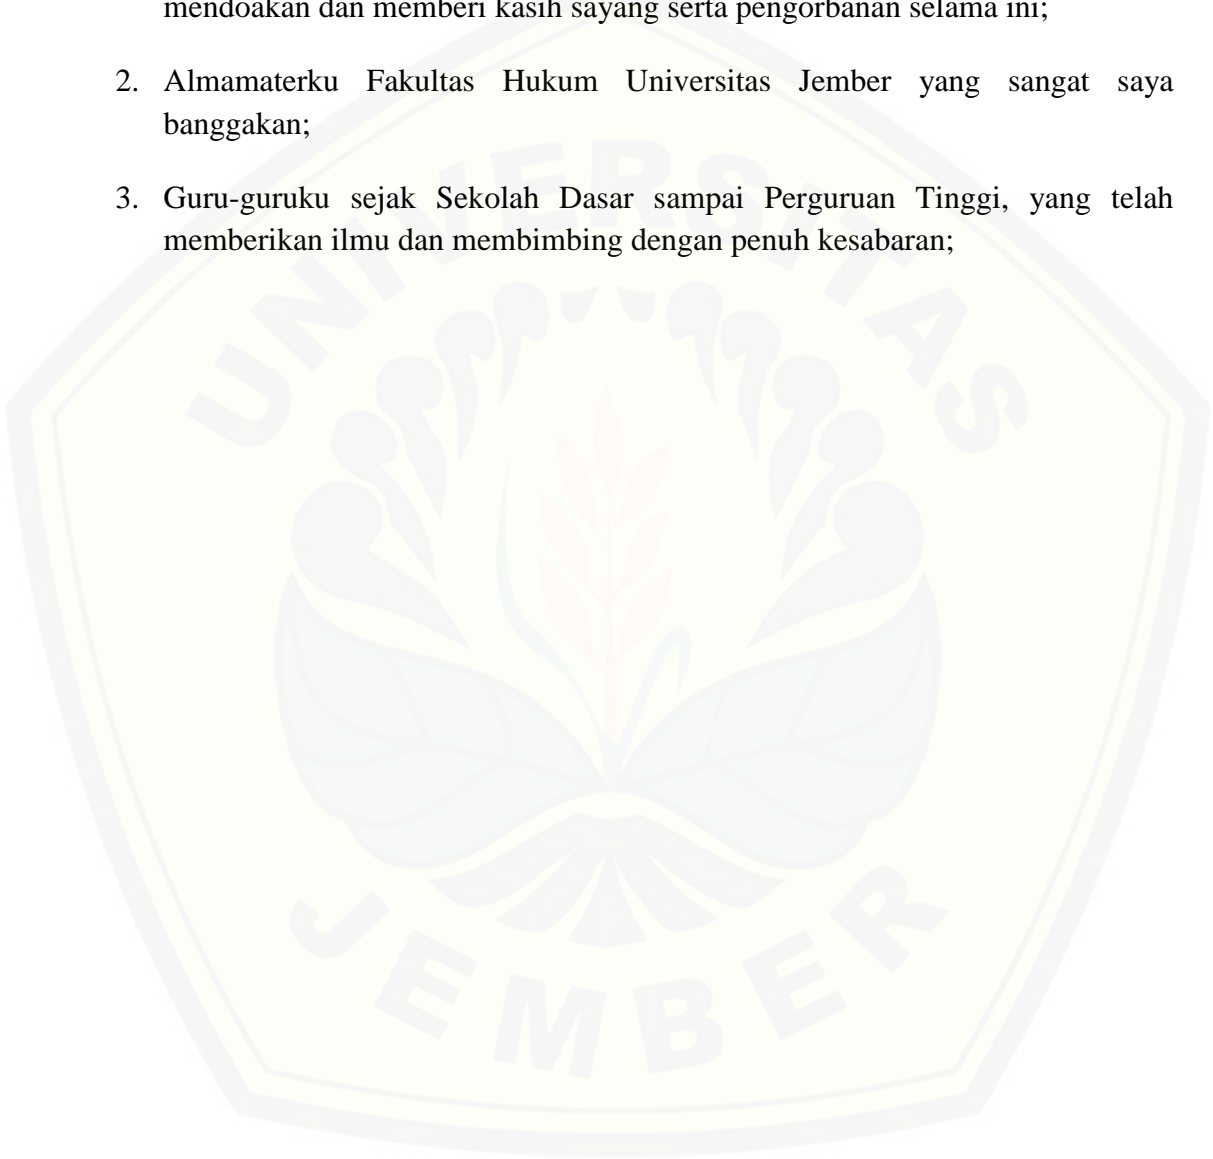 mendoakan dan memberi kasih sayang serta pengorbanan selama ini;
2. Almamaterku Fakultas Hukum Universitas Jember yang sangat saya
banggakan;
3. Guru-guruku sejak Sekolah Dasar sampai Perguruan Tinggi, yang telah
memberikan ilmu dan membimbing dengan penuh kesabaran;
UNIVERSITAS
JEMBER